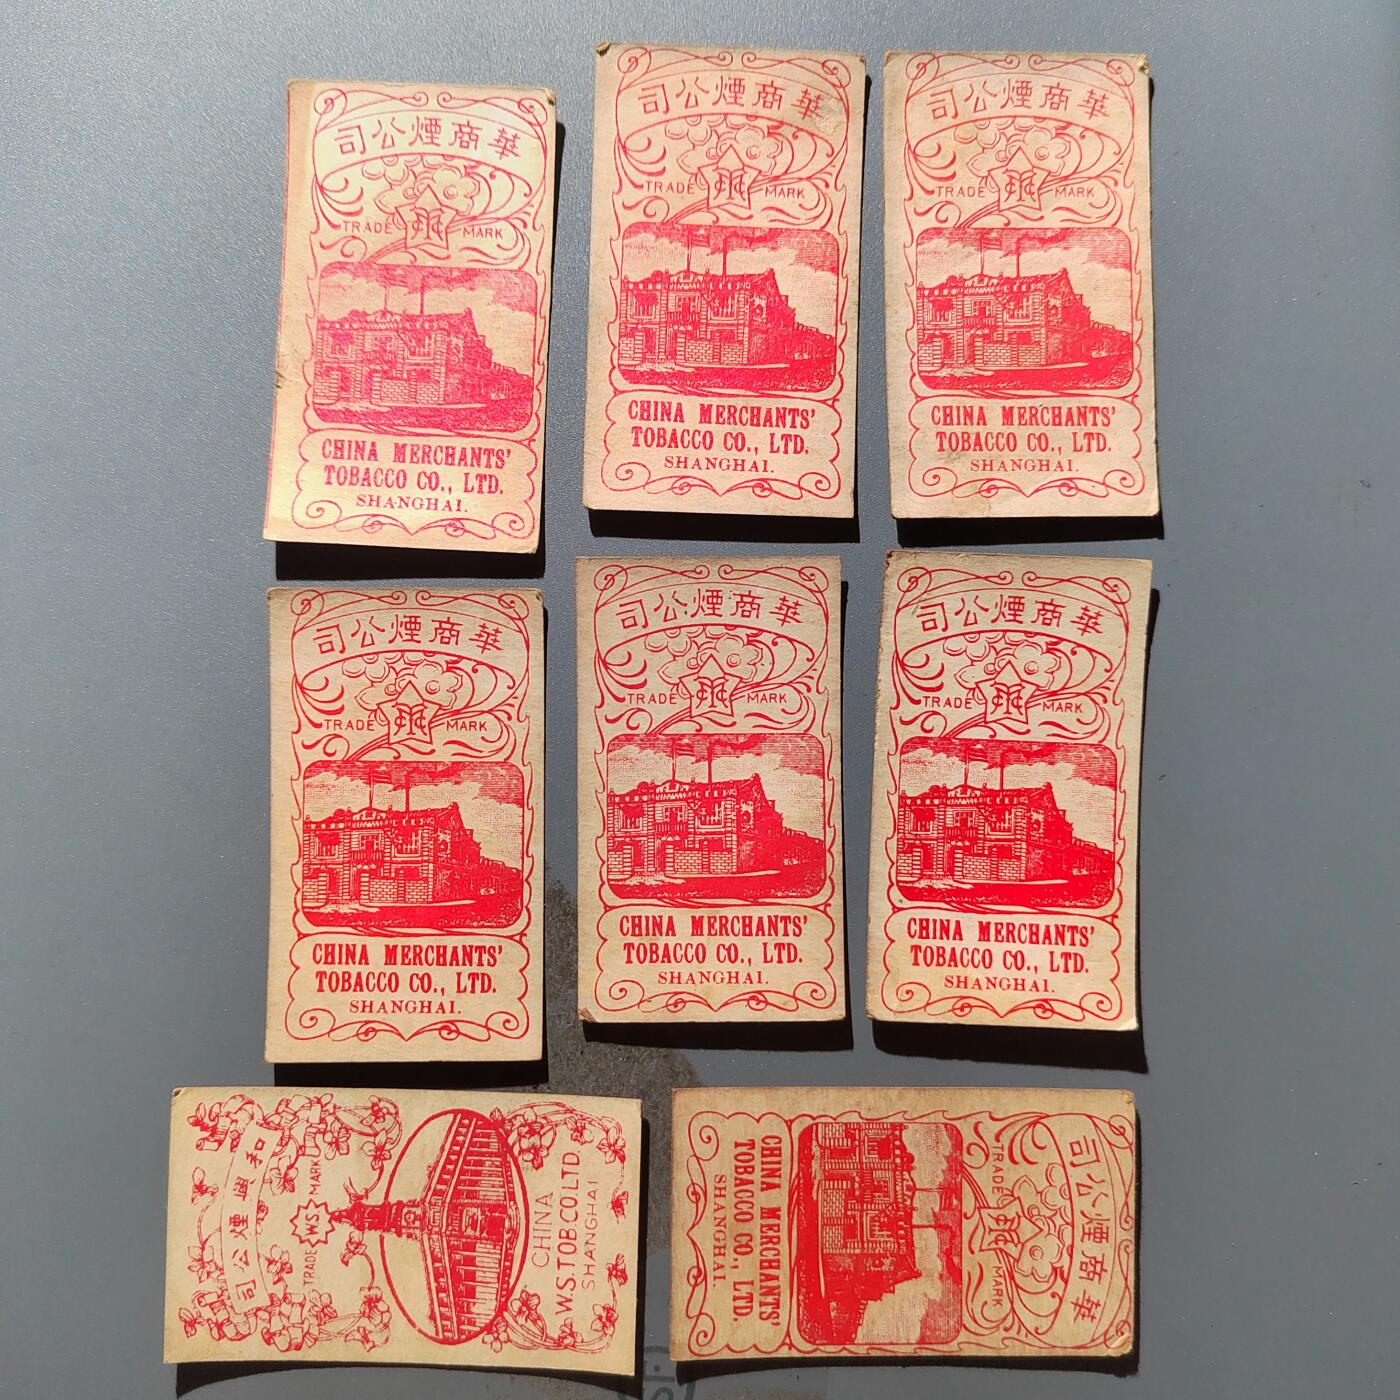 華商煙公司
TRADE MARK
CHINA MERCHANTS'
TOBACCO CO., LTD.
SHANGHAI.
華商煙公司
TRADE MARK
CHINA MERCHANTS'
TOBACCO CO., LTD.
SHANGHAI.
華商煙公司
TRADE MARK
CHINA MERCHANTS'
TOBACCO CO., LTD.
SHANGHAI.
華商煙公司
TRADE MARK
CHINA MERCHANTS'
TOBACCO CO., LTD.
SHANGHAI.
華商煙公司
TRADE MARK
CHINA MERCHANTS'
TOBACCO CO., LTD.
SHANGHAI.
華商煙公司
TRADE MARK
CHINA MERCHANTS'
TOBACCO CO., LTD.
SHANGHAI.
和興煙公司
TRADE WS MARK
CHINA
W.S.TOB.CO.LTD.
SHANGHAI
華商煙公司
TRADE MARK
CHINA MERCHANTS'
TOBACCO CO., LTD.
SHANGHAI.